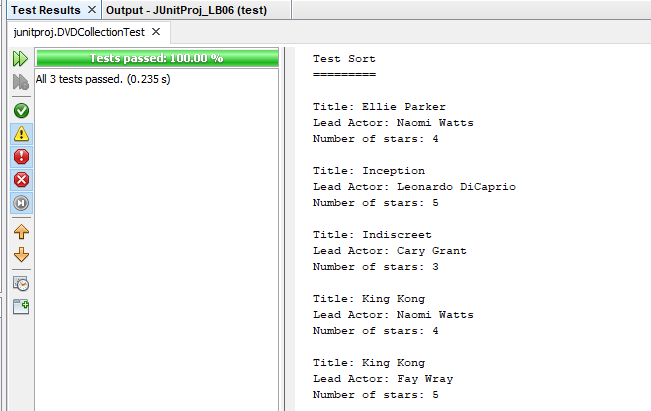 Test Results
Output - JUnitProj_LB06 (test)
junitproj.DVDCollectionTest
Tests passed: 100.00 %
All 3 tests passed. (0.235 s)
Test Sort
=========
Title: Ellie Parker
Lead Actor: Naomi Watts
Number of stars: 4
Title: Inception
Lead Actor: Leonardo DiCaprio
Number of stars: 5
Title: Indiscreet
Lead Actor: Cary Grant
Number of stars: 3
Title: King Kong
Lead Actor: Naomi Watts
Number of stars: 4
Title: King Kong
Lead Actor: Fay Wray
Number of stars: 5